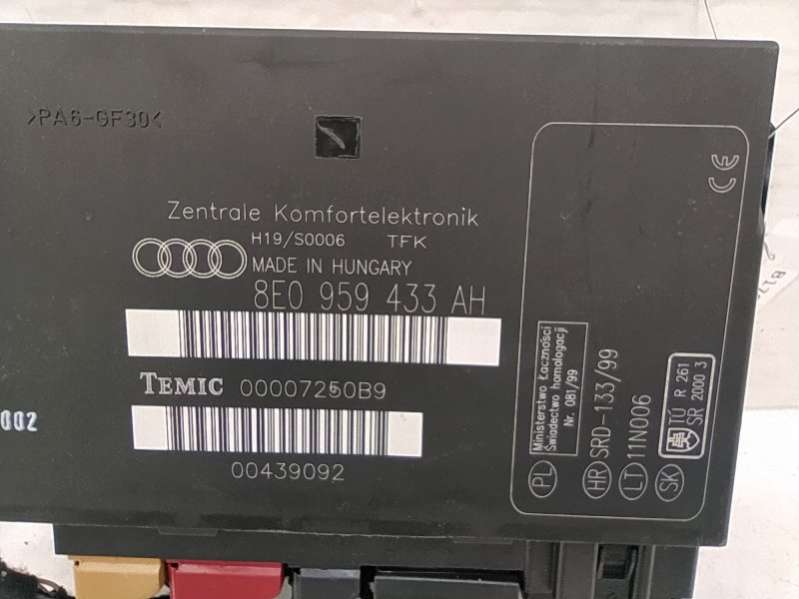 >PA6-GF30<
Zentrale Komfortelektronik
H19/S0006 TFK
MADE IN HUNGARY
8E0 959 433 AH
TEMIC 00007250B9
00439092
002
CE
PL Ministerstwo Łączności
Świadectwo homologacji
Nr. 081/99
HR SRD-133/99
LT 11N006
SK TÚ R 261
SR 2000 3